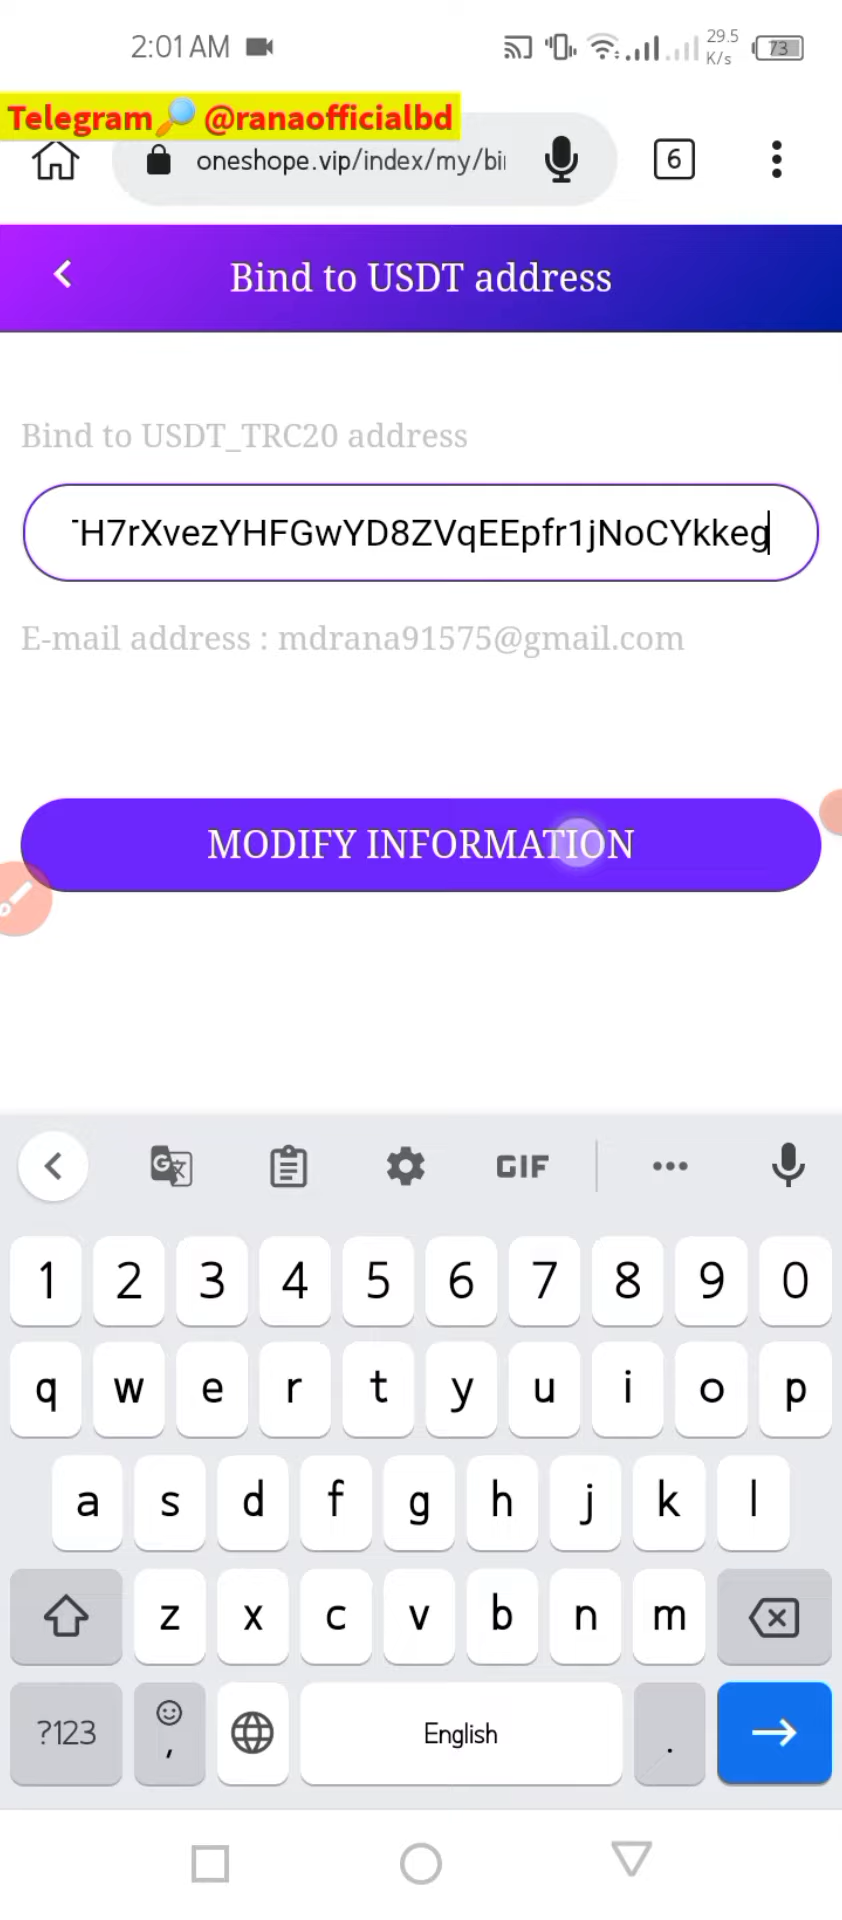 2:01 AM
29.5
K/s
73
Telegram🔎 @ranaofficialbd
oneshope.vip/index/my/bi
6
Bind to USDT address
Bind to USDT_TRC20 address
H7rXvezYHFGwYD8ZVqEEpfr1jNoCYkkeg
E-mail address : mdrana91575@gmail.com
MODIFY INFORMATION
GIF
1 2 3 4 5 6 7 8 9 0
q w e r t y u i o p
a s d f g h j k l
z x c v b n m
?123 , English .